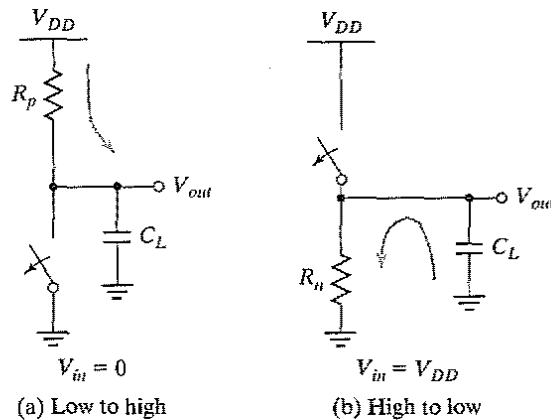 V_DD
R_p
V_out
C_L
V_in = 0
(a) Low to high
V_DD
V_out
C_L
R_n
V_in = V_DD
(b) High to low